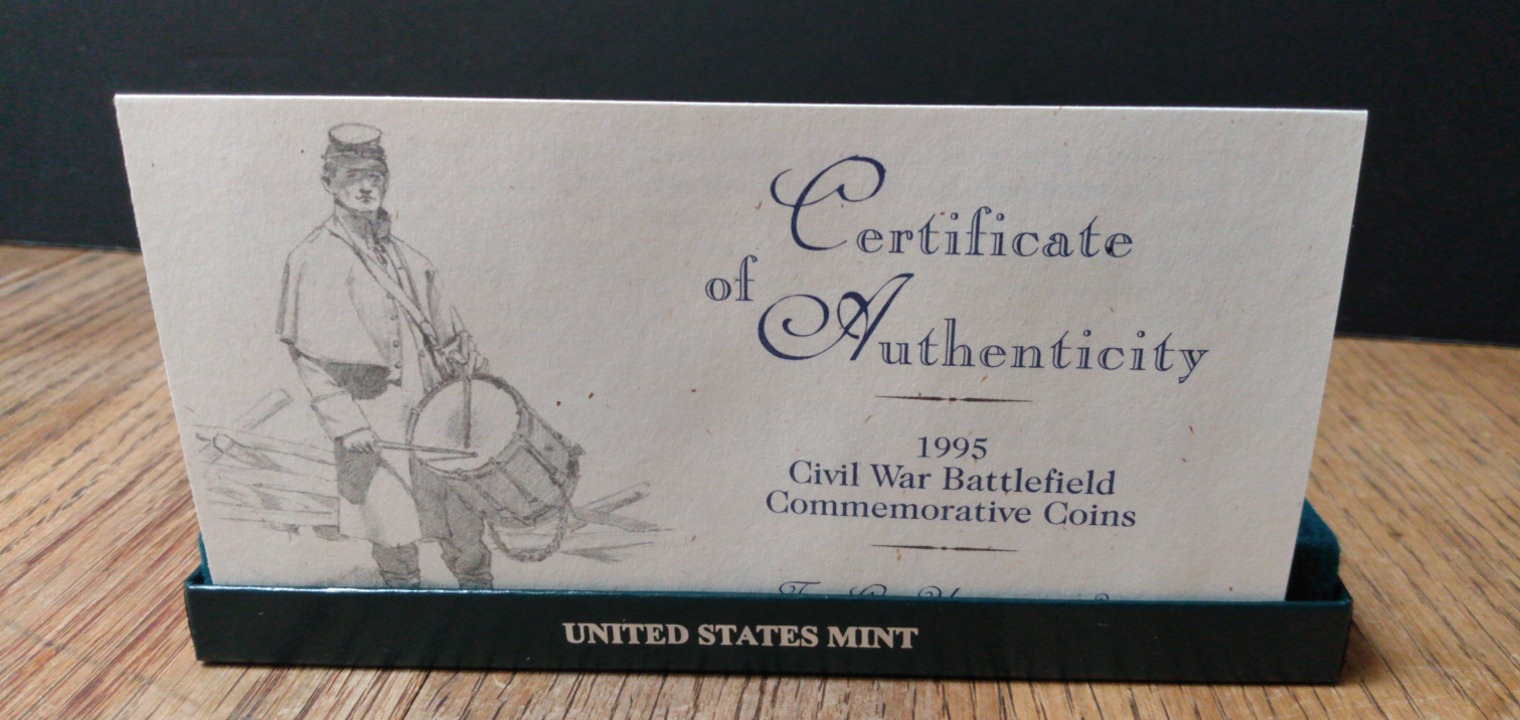 Certificate
of Authenticity
1995
Civil War Battlefield
Commemorative Coins
UNITED STATES MINT